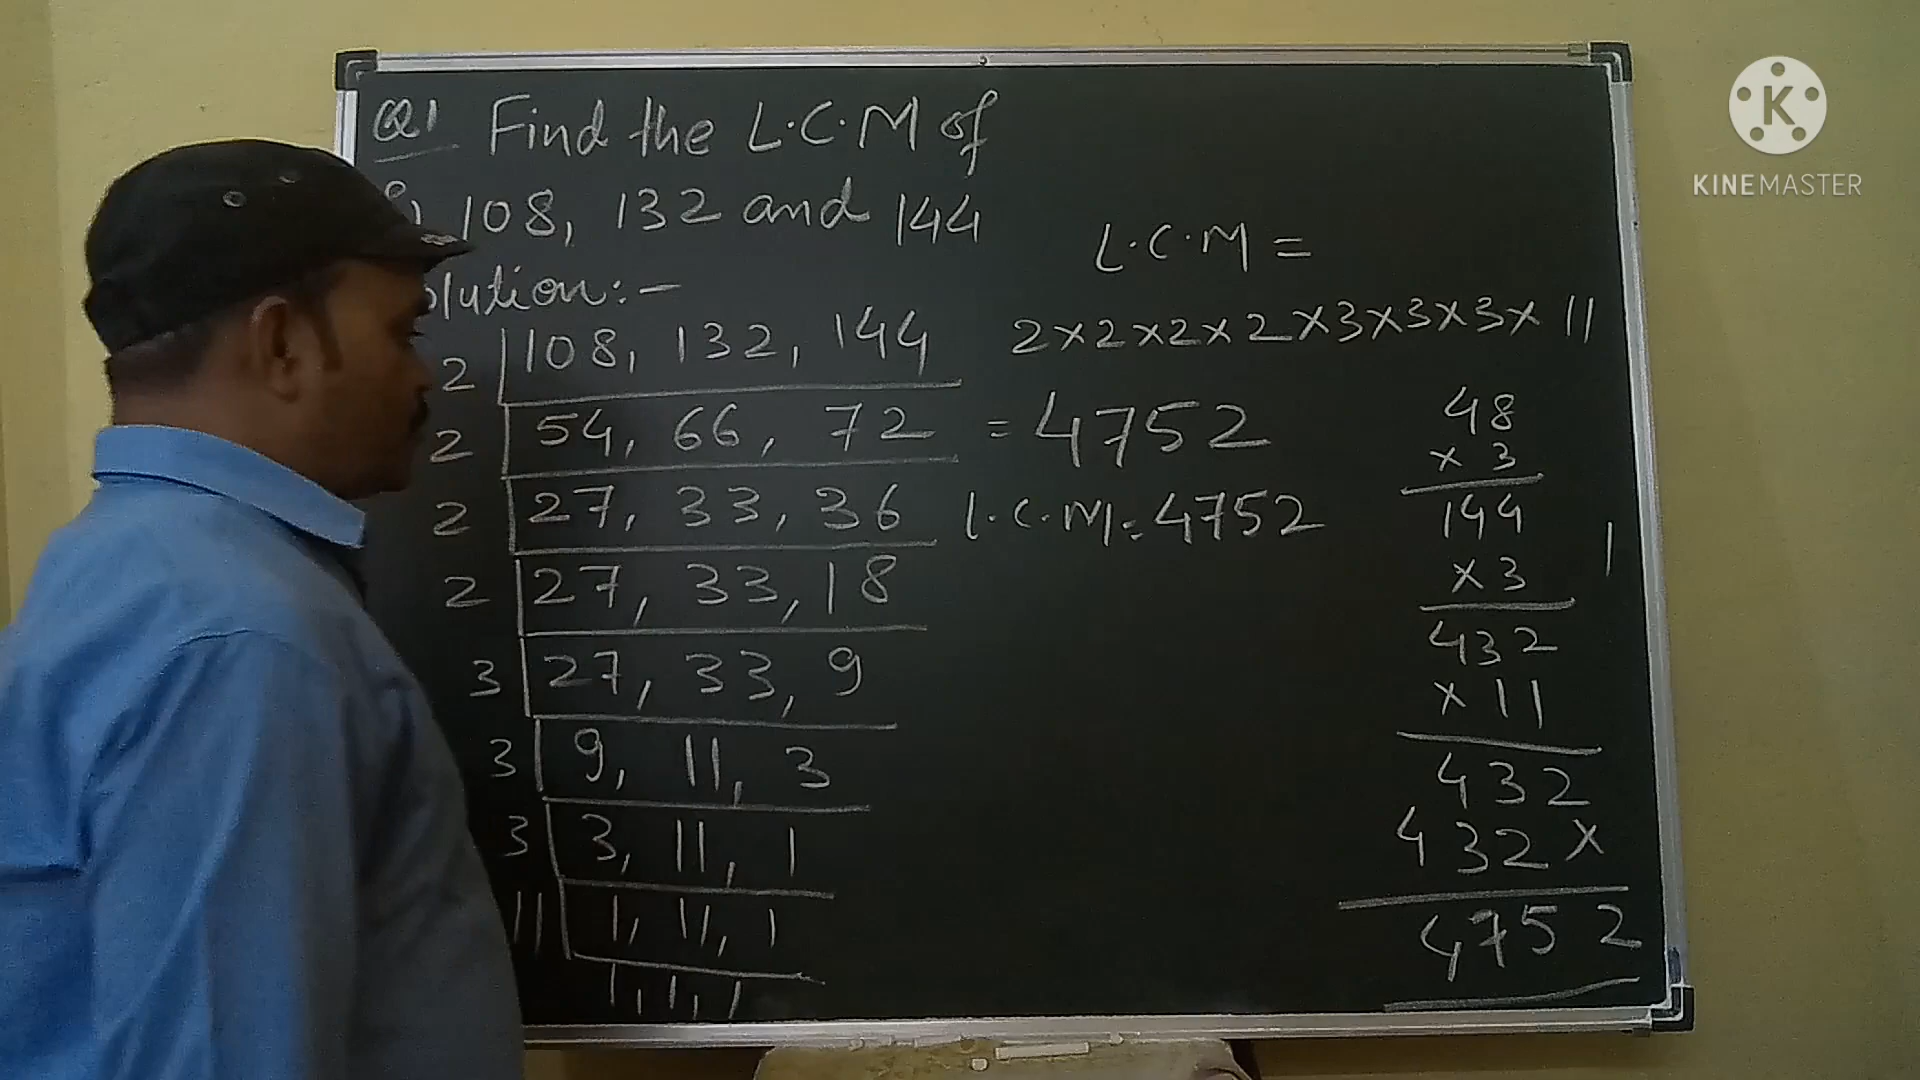 Q1 Find the L.C.M of
108, 132 and 144
olution:-
2 108, 132, 144
2 54, 66, 72
2 27, 33, 36
2 27, 33, 18
3 27, 33, 9
3 9, 11, 3
3 3, 11, 1
11 1, 11, 1
1, 1, 1
L.C.M =
2×2×2×2×3×3×3×11
= 4752
L.C.M = 4752
48
× 3
144
×3
432
×11
432
432×
4752
KINEMASTER